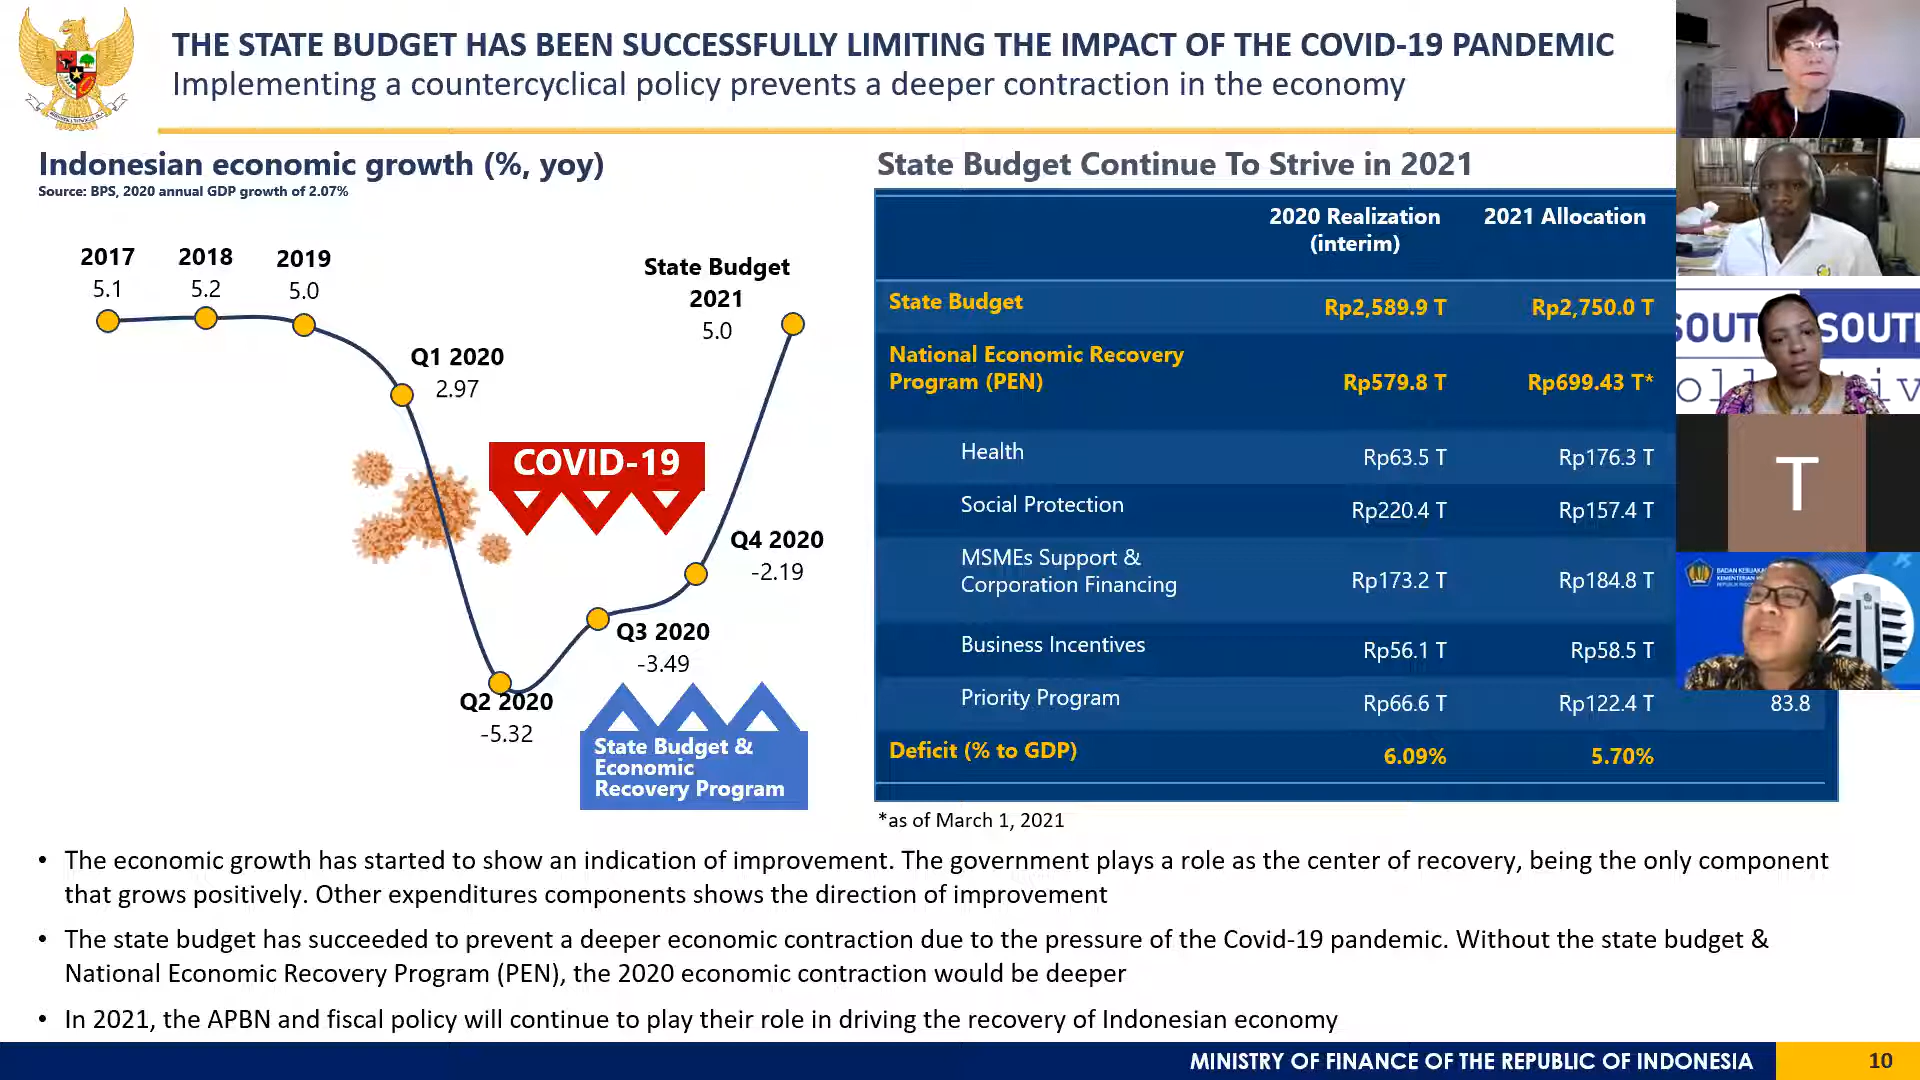 THE STATE BUDGET HAS BEEN SUCCESSFULLY LIMITING THE IMPACT OF THE COVID-19 PANDEMIC
Implementing a countercyclical policy prevents a deeper contraction in the economy
Indonesian economic growth (%, yoy)
Source: BPS, 2020 annual GDP growth of 2.07%
2017
5.1
2018
5.2
2019
5.0
Q1 2020
2.97
COVID-19
Q2 2020
-5.32
Q3 2020
-3.49
Q4 2020
-2.19
State Budget
2021
5.0
State Budget &
Economic
Recovery Program
State Budget Continue To Strive in 2021
2020 Realization
(interim)
2021 Allocation
State Budget Rp2,589.9 T Rp2,750.0 T
National Economic Recovery
Program (PEN) Rp579.8 T Rp699.43 T*
Health Rp63.5 T Rp176.3 T
Social Protection Rp220.4 T Rp157.4 T
MSMEs Support &
Corporation Financing Rp173.2 T Rp184.8 T
Business Incentives Rp56.1 T Rp58.5 T
Priority Program Rp66.6 T Rp122.4 T 83.8
Deficit (% to GDP) 6.09% 5.70%
*as of March 1, 2021
• The economic growth has started to show an indication of improvement. The government plays a role as the center of recovery, being the only component
that grows positively. Other expenditures components shows the direction of improvement
• The state budget has succeeded to prevent a deeper economic contraction due to the pressure of the Covid-19 pandemic. Without the state budget &
National Economic Recovery Program (PEN), the 2020 economic contraction would be deeper
• In 2021, the APBN and fiscal policy will continue to play their role in driving the recovery of Indonesian economy
MINISTRY OF FINANCE OF THE REPUBLIC OF INDONESIA
10
T